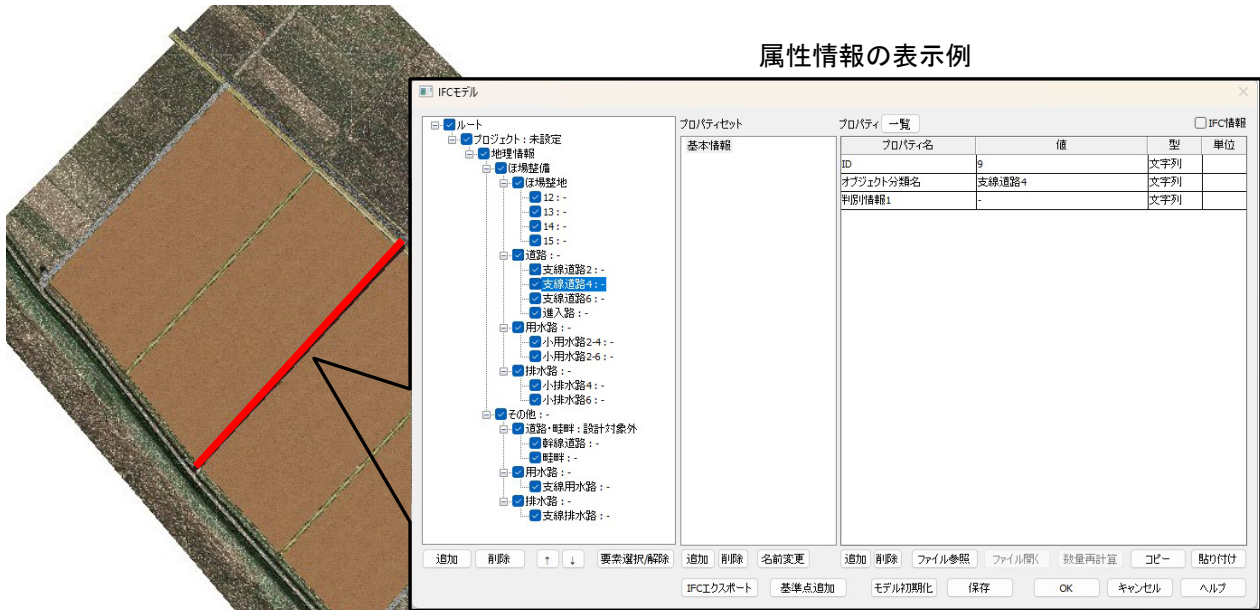 属性情報の表示例
IFCモデル
プロパティセット
プロパティ 一覧
IFC情報
ルート
プロジェクト：未設定
地理情報
ほ場整備
ほ場整地
12：-
13：-
14：-
15：-
道路：-
支線道路2：-
支線道路4：-
支線道路6：-
進入路：-
用水路：-
小用水路2-4：-
小用水路2-6：-
排水路：-
小排水路4：-
小排水路6：-
その他：-
道路・畦畔：設計対象外
幹線道路：-
畦畔：-
用水路：-
支線用水路：-
排水路：-
支線排水路：-
基本情報
プロパティ名 値 型 単位
ID 9 文字列
オブジェクト分類名 支線道路4 文字列
判別情報1 - 文字列
追加 削除 ↑ ↓ 要素選択/解除 追加 削除 名前変更 追加 削除 ファイル参照 ファイル開く 数量再計算 コピー 貼り付け
IFCエクスポート 基準点追加 モデル初期化 保存 OK キャンセル ヘルプ